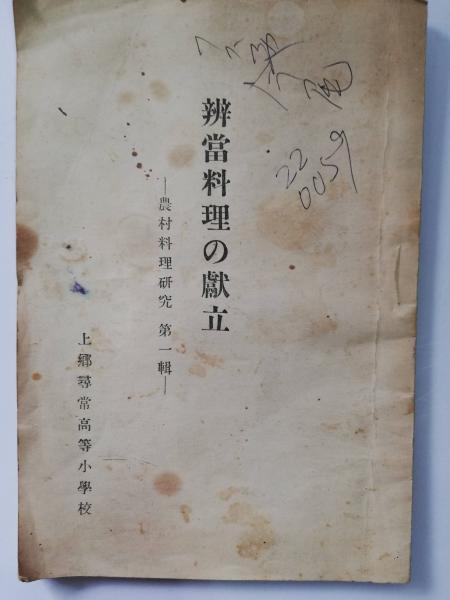 辨當料理の獻立
―農村料理研究 第一輯―
上鄕尋常高等小學校
22
0059